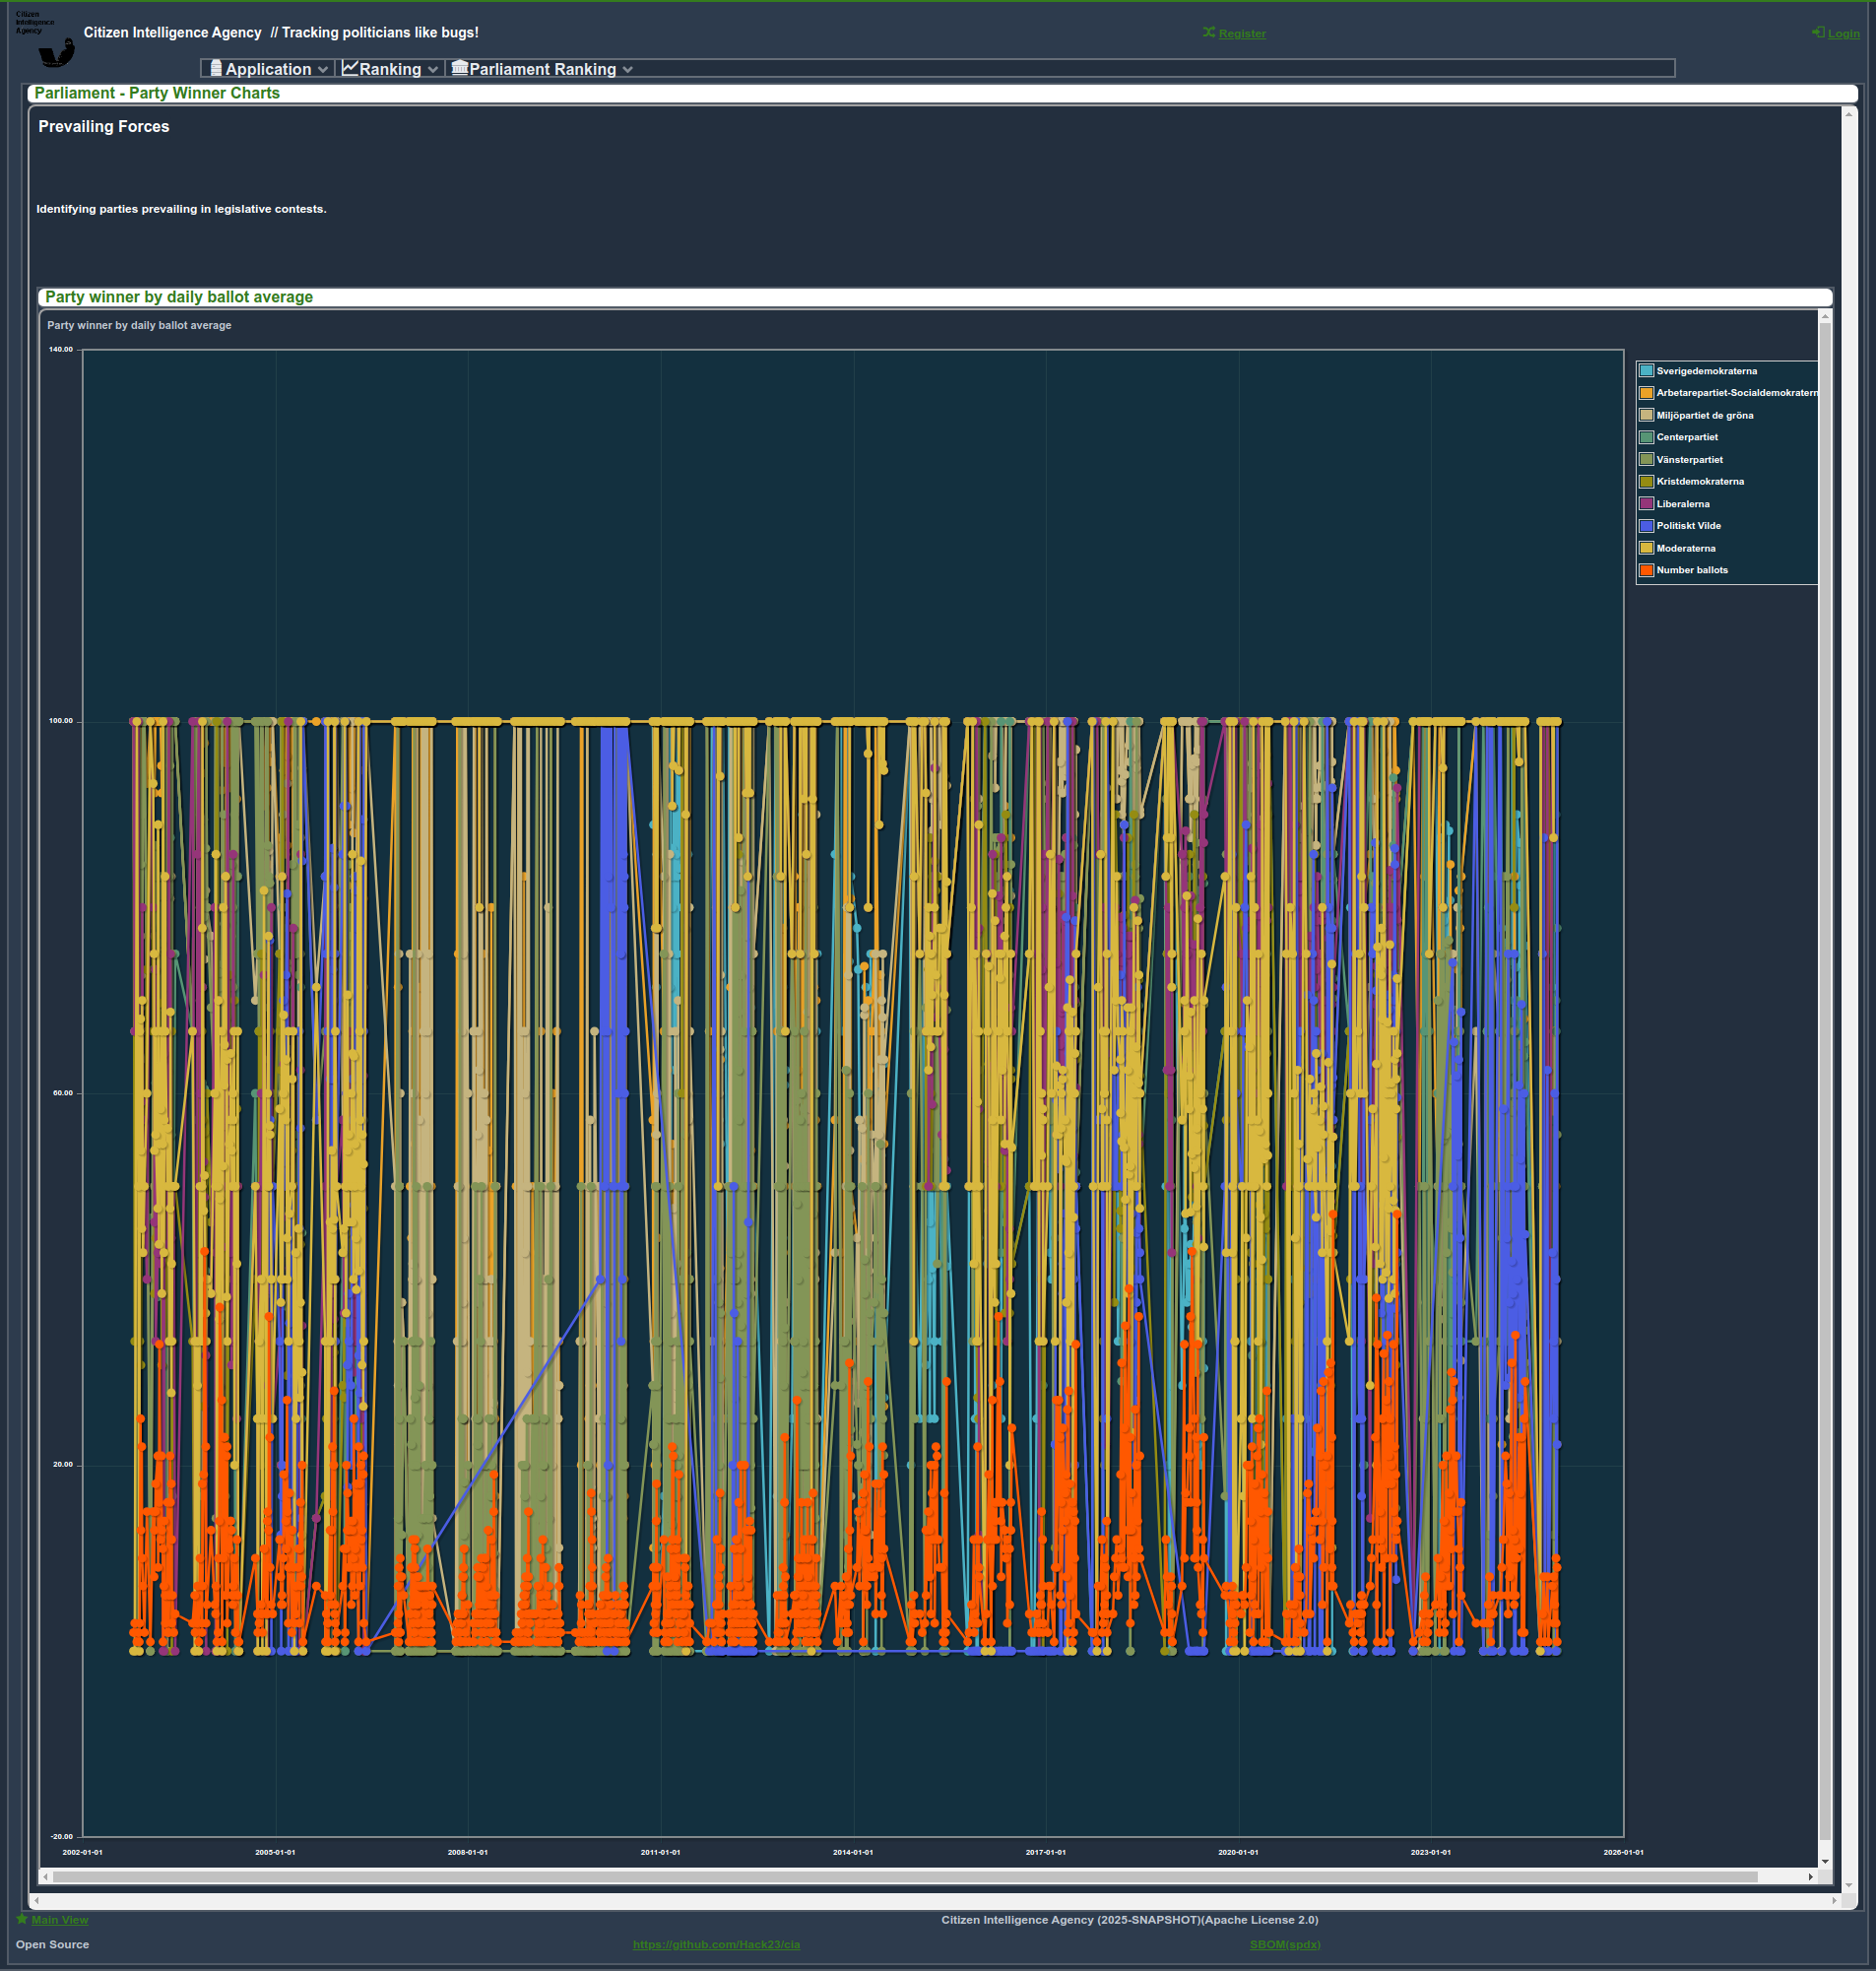 Citizen
Intelligence
Agency
Citizen Intelligence Agency // Tracking politicians like bugs!
Register
Login
Application
Ranking
Parliament Ranking
Parliament - Party Winner Charts
Prevailing Forces
Identifying parties prevailing in legislative contests.
Party winner by daily ballot average
Party winner by daily ballot average
140.00
100.00
60.00
20.00
-20.00
2002-01-01
2005-01-01
2008-01-01
2011-01-01
2014-01-01
2017-01-01
2020-01-01
2023-01-01
2026-01-01
Sverigedemokraterna
Arbetarepartiet-Socialdemokratern
Miljöpartiet de gröna
Centerpartiet
Vänsterpartiet
Kristdemokraterna
Liberalerna
Politiskt Vilde
Moderaterna
Number ballots
Main View
Citizen Intelligence Agency (2025-SNAPSHOT)(Apache License 2.0)
Open Source
https://github.com/Hack23/cia
SBOM(spdx)